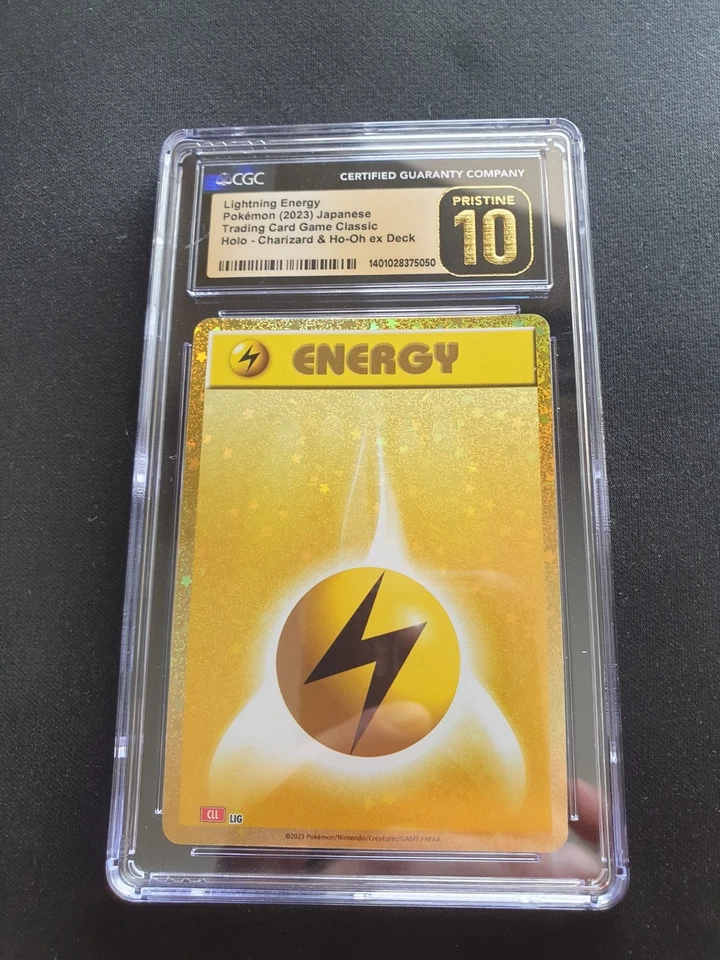 CGC
CERTIFIED GUARANTY COMPANY
Lightning Energy
Pokémon (2023) Japanese
Trading Card Game Classic
Holo - Charizard & Ho-Oh ex Deck
1401028375050
PRISTINE
10
ENERGY
CLL LIG
©2023 Pokémon/Nintendo/Creatures/GAME FREAK.